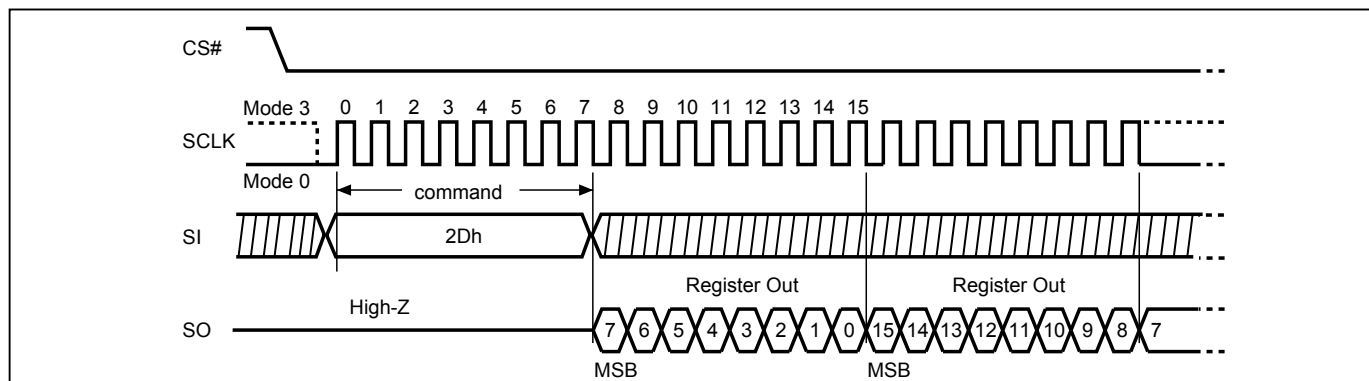 CS#
Mode 3
0 1 2 3 4 5 6 7 8 9 10 11 12 13 14 15
SCLK
Mode 0
command
SI
2Dh
Register Out Register Out
High-Z
SO
7 6 5 4 3 2 1 0 15 14 13 12 11 10 9 8 7
MSB MSB